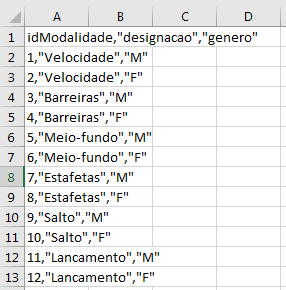 A B C D
1 idModalidade,"designacao","genero"
2 1,"Velocidade","M"
3 2,"Velocidade","F"
4 3,"Barreiras","M"
5 4,"Barreiras","F"
6 5,"Meio-fundo","M"
7 6,"Meio-fundo","F"
8 7,"Estafetas","M"
9 8,"Estafetas","F"
10 9,"Salto","M"
11 10,"Salto","F"
12 11,"Lancamento","M"
13 12,"Lancamento","F"